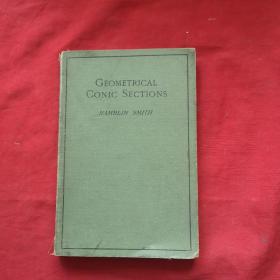 GEOMETRICAL
CONIC SECTIONS
HAMBLIN SMITH